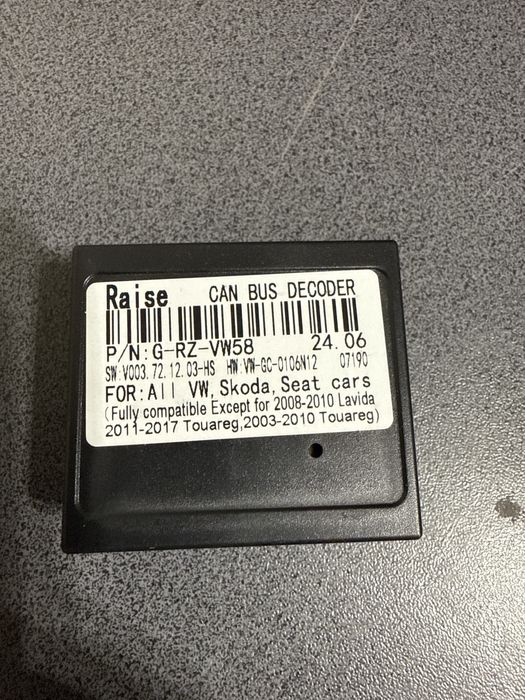 Raise CAN BUS DECODER
P/N:G-RZ-VW58 24.06
SW:V003.72.12.03-HS HW:VW-GC-0106N12 07190
FOR:All VW,Skoda,Seat cars
(Fully compatible Except for 2008-2010 Lavida
2011-2017 Touareg,2003-2010 Touareg)